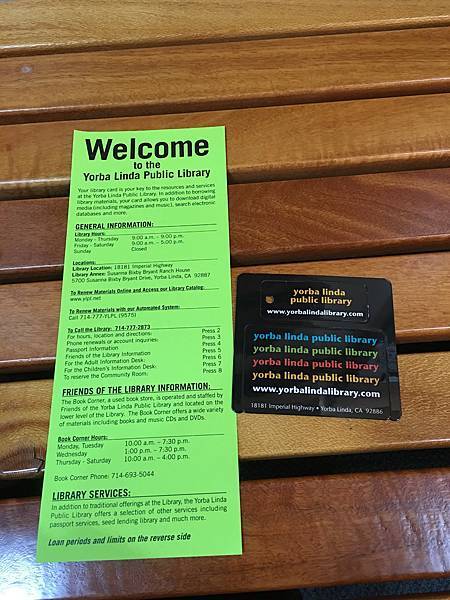 Welcome
to the
Yorba Linda Public Library
Your library card is your key to the resources and services
at the Yorba Linda Public Library. In addition to borrowing
library materials, your card allows you to download digital
media (including magazines and music), search electronic
databases and more.
GENERAL INFORMATION:
Library Hours:
Monday - Thursday 9:00 a.m. - 9:00 p.m.
Friday - Saturday 9:00 a.m. - 5:00 p.m.
Sunday Closed
Locations:
Library Location: 18181 Imperial Highway
Library Annex: Susanna Bixby Bryant Ranch House
5700 Susanna Bixby Bryant Drive, Yorba Linda, CA 92887
To Renew Materials Online and Access our Library Catalog:
www.ylpl.net
To Renew Materials with our Automated System:
Call 714-777-YLPL (9575)
To Call the Library: 714-777-2873
For hours, location and directions: Press 2
Phone renewals or account inquiries: Press 3
Passport Information Press 4
Friends of the Library Information Press 5
For the Adult Information Desk: Press 6
For the Children's Information Desk: Press 7
To reserve the Community Room: Press 8
FRIENDS OF THE LIBRARY INFORMATION:
The Book Corner, a used book store, is operated and staffed by
Friends of the Yorba Linda Public Library and located on the
lower level of the Library. The Book Corner offers a wide variety
of materials including books and music CDs and DVDs.
Book Corner Hours:
Monday, Tuesday 10:00 a.m. - 7:30 p.m.
Wednesday 1:00 p.m. - 7:30 p.m.
Thursday - Saturday 10:00 a.m. - 4:00 p.m.
Book Corner Phone: 714-693-5044
LIBRARY SERVICES:
In addition to traditional offerings at the Library, the Yorba Linda
Public Library offers a selection of other services including
passport services, seed lending library and much more.
Loan periods and limits on the reverse side
yorba linda
public library
www.yorbalindalibrary.com
yorba linda public library
yorba linda public library
yorba linda public library
yorba linda public library
www.yorbalindalibrary.com
18181 Imperial Highway • Yorba Linda, CA 92886